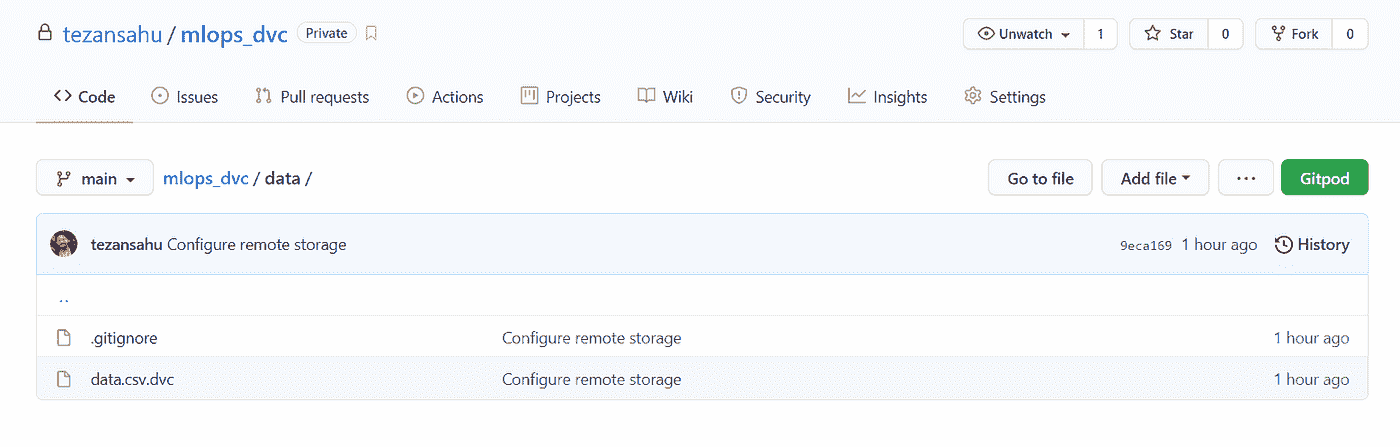 tezansahu / mlops_dvc Private Unwatch 1 Star 0 Fork 0
Code Issues Pull requests Actions Projects Wiki Security Insights Settings
main mlops_dvc / data / Go to file Add file ... Gitpod
tezansahu Configure remote storage 9eca169 1 hour ago History
..
.gitignore Configure remote storage 1 hour ago
data.csv.dvc Configure remote storage 1 hour ago